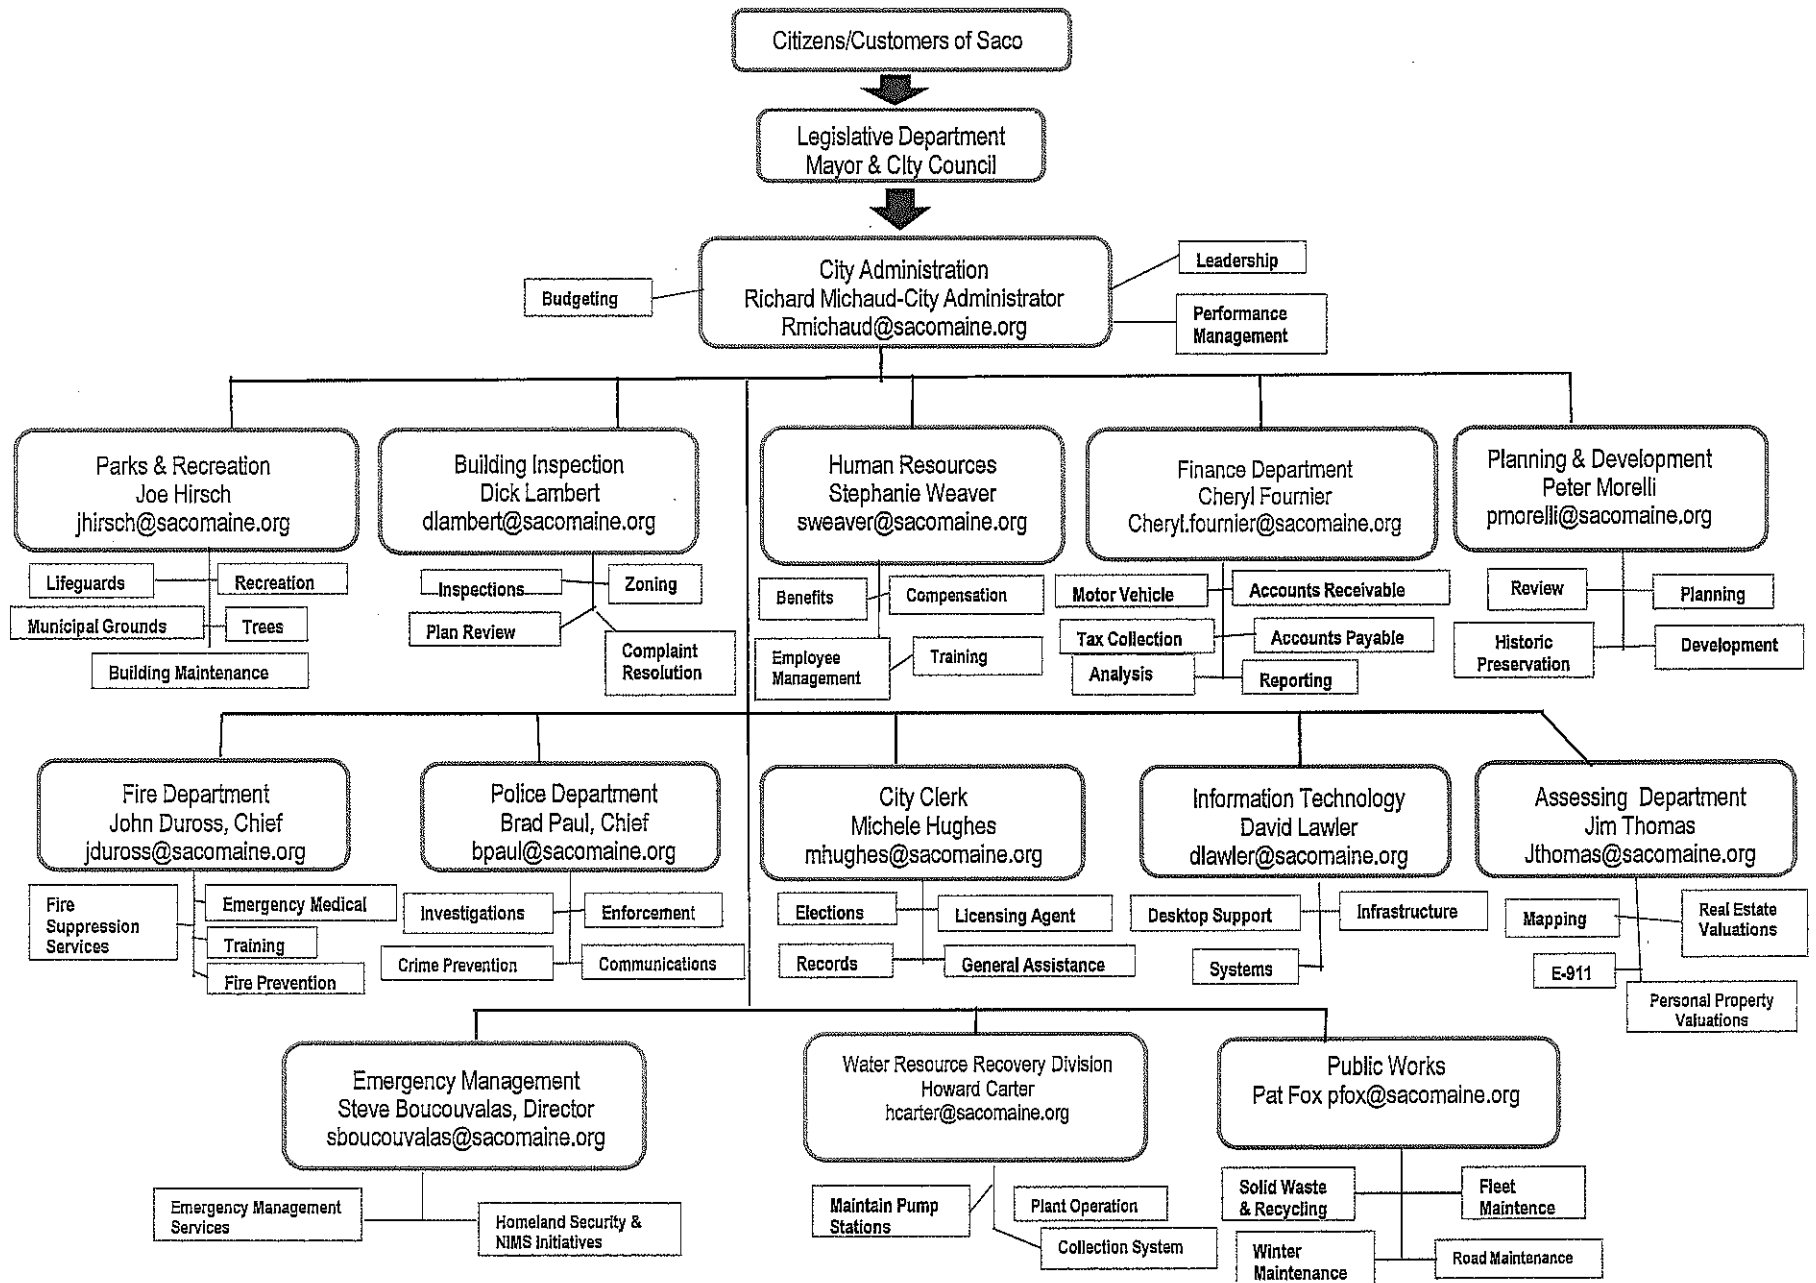 Citizens/Customers of Saco
Legislative Department
Mayor & CIty Council
City Administration
Richard Michaud-City Administrator
Rmichaud@sacomaine.org
Budgeting
Leadership
Performance
Management
Parks & Recreation
Joe Hirsch
jhirsch@sacomaine.org
Lifeguards
Recreation
Municipal Grounds
Trees
Building Maintenance
Building Inspection
Dick Lambert
dlambert@sacomaine.org
Inspections
Zoning
Plan Review
Complaint
Resolution
Human Resources
Stephanie Weaver
sweaver@sacomaine.org
Benefits
Compensation
Employee
Management
Training
Finance Department
Cheryl Fournier
Cheryl.fournier@sacomaine.org
Motor Vehicle
Accounts Receivable
Tax Collection
Accounts Payable
Analysis
Reporting
Planning & Development
Peter Morelli
pmorelli@sacomaine.org
Review
Planning
Historic
Preservation
Development
Fire Department
John Duross, Chief
jduross@sacomaine.org
Fire
Suppression
Services
Emergency Medical
Training
Fire Prevention
Police Department
Brad Paul, Chief
bpaul@sacomaine.org
Investigations
Enforcement
Crime Prevention
Communications
City Clerk
Michele Hughes
mhughes@sacomaine.org
Elections
Licensing Agent
Records
General Assistance
Information Technology
David Lawler
dlawler@sacomaine.org
Desktop Support
Infrastructure
Systems
Assessing Department
Jim Thomas
Jthomas@sacomaine.org
Mapping
Real Estate
Valuations
E-911
Personal Property
Valuations
Emergency Management
Steve Boucouvalas, Director
sboucouvalas@sacomaine.org
Emergency Management
Services
Homeland Security &
NIMS Initiatives
Water Resource Recovery Division
Howard Carter
hcarter@sacomaine.org
Maintain Pump
Stations
Plant Operation
Collection System
Public Works
Pat Fox pfox@sacomaine.org
Solid Waste
& Recycling
Fleet
Maintence
Winter
Maintenance
Road Maintenance